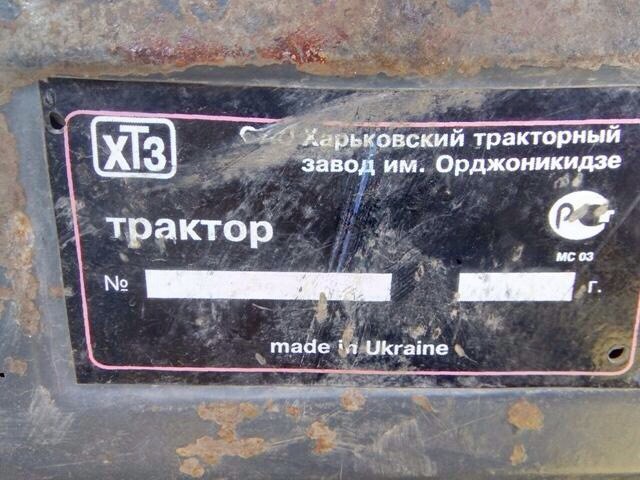 ХТЗ
Харьковский тракторный
завод им. Орджоникидзе
трактор
МС 03
№ г.
made in Ukraine